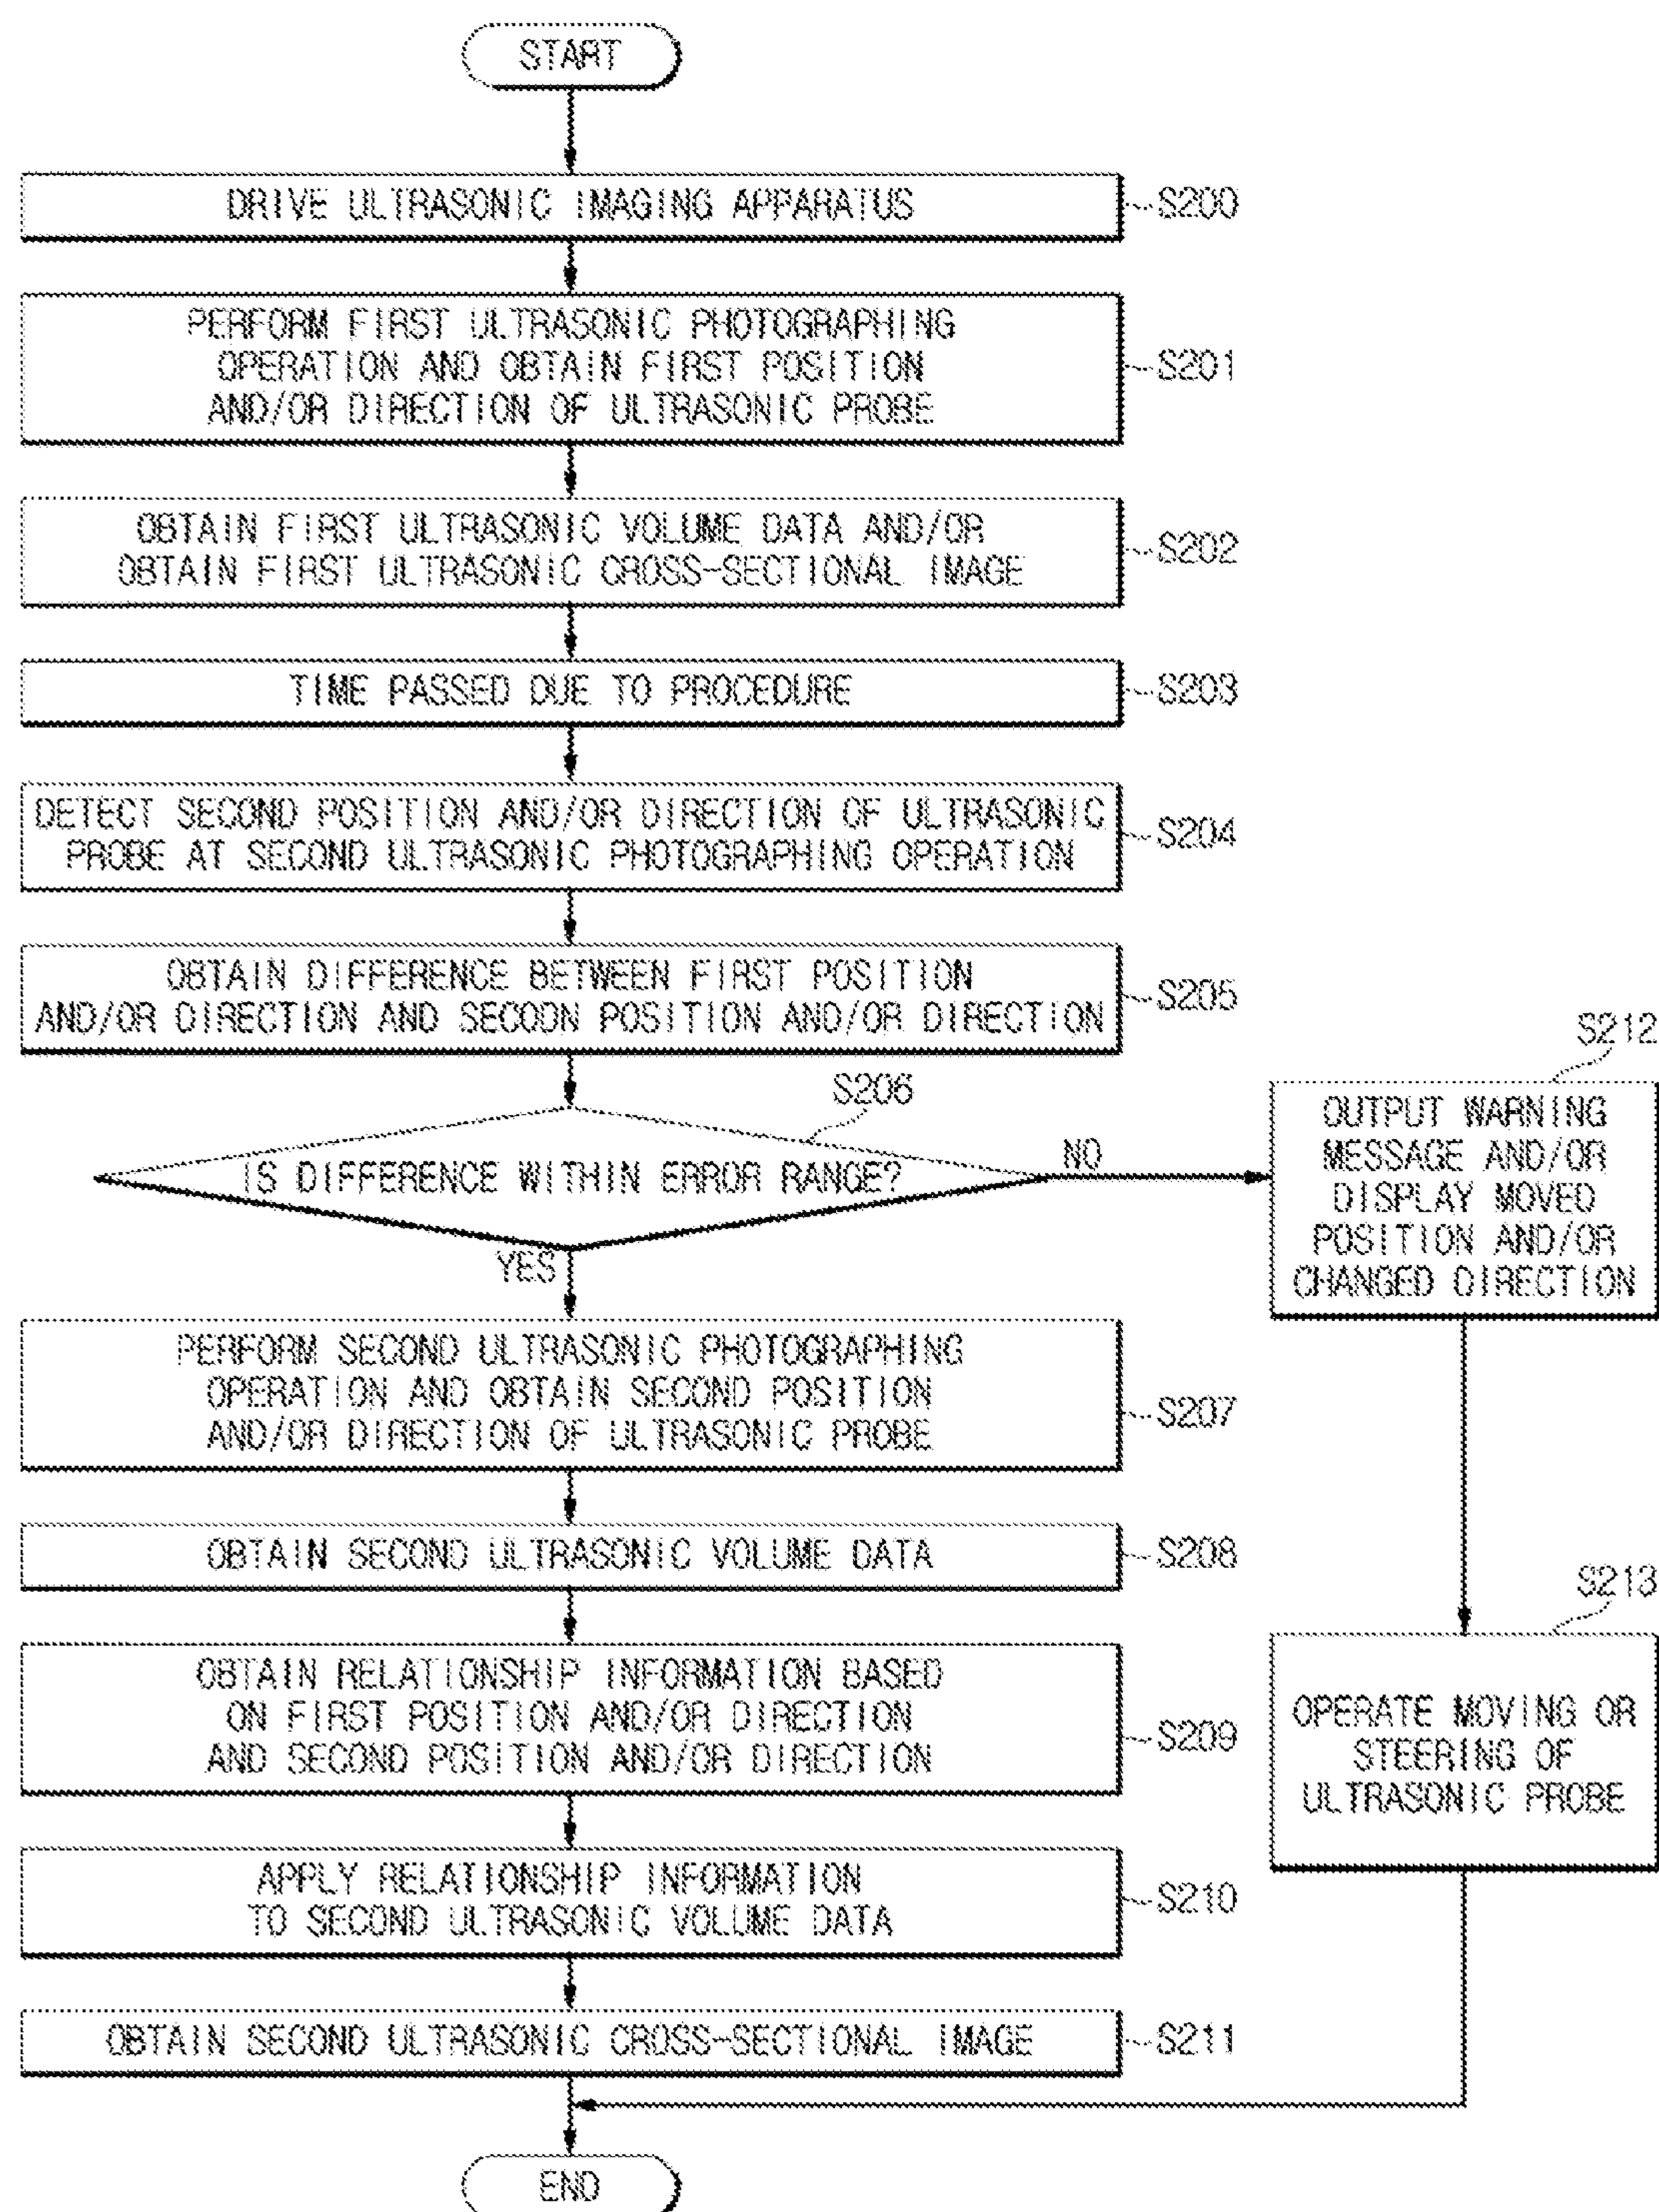 START
DRIVE ULTRASONIC IMAGING APPARATUS
S200
PERFORM FIRST ULTRASONIC PHOTOGRAPHING
OPERATION AND OBTAIN FIRST POSITION
AND/OR DIRECTION OF ULTRASONIC PROBE
S201
OBTAIN FIRST ULTRASONIC VOLUME DATA AND/OR
OBTAIN FIRST ULTRASONIC CROSS-SECTIONAL IMAGE
S202
TIME PASSED DUE TO PROCEDURE
S203
DETECT SECOND POSITION AND/OR DIRECTION OF ULTRASONIC
PROBE AT SECOND ULTRASONIC PHOTOGRAPHING OPERATION
S204
OBTAIN DIFFERENCE BETWEEN FIRST POSITION
AND/OR DIRECTION AND SECODN POSITION AND/OR DIRECTION
S205
S206
IS DIFFERENCE WITHIN ERROR RANGE?
NO
YES
S212
OUTPUT WARNING
MESSAGE AND/OR
DISPLAY MOVED
POSITION AND/OR
CHANGED DIRECTION
PERFORM SECOND ULTRASONIC PHOTOGRAPHING
OPERATION AND OBTAIN SECOND POSITION
AND/OR DIRECTION OF ULTRASONIC PROBE
S207
OBTAIN SECOND ULTRASONIC VOLUME DATA
S208
S213
OPERATE MOVING OR
STEERING OF
ULTRASONIC PROBE
OBTAIN RELATIONSHIP INFORMATION BASED
ON FIRST POSITION AND/OR DIRECTION
AND SECOND POSITION AND/OR DIRECTION
S209
APPLY RELATIONSHIP INFORMATION
TO SECOND ULTRASONIC VOLUME DATA
S210
OBTAIN SECOND ULTRASONIC CROSS-SECTIONAL IMAGE
S211
END